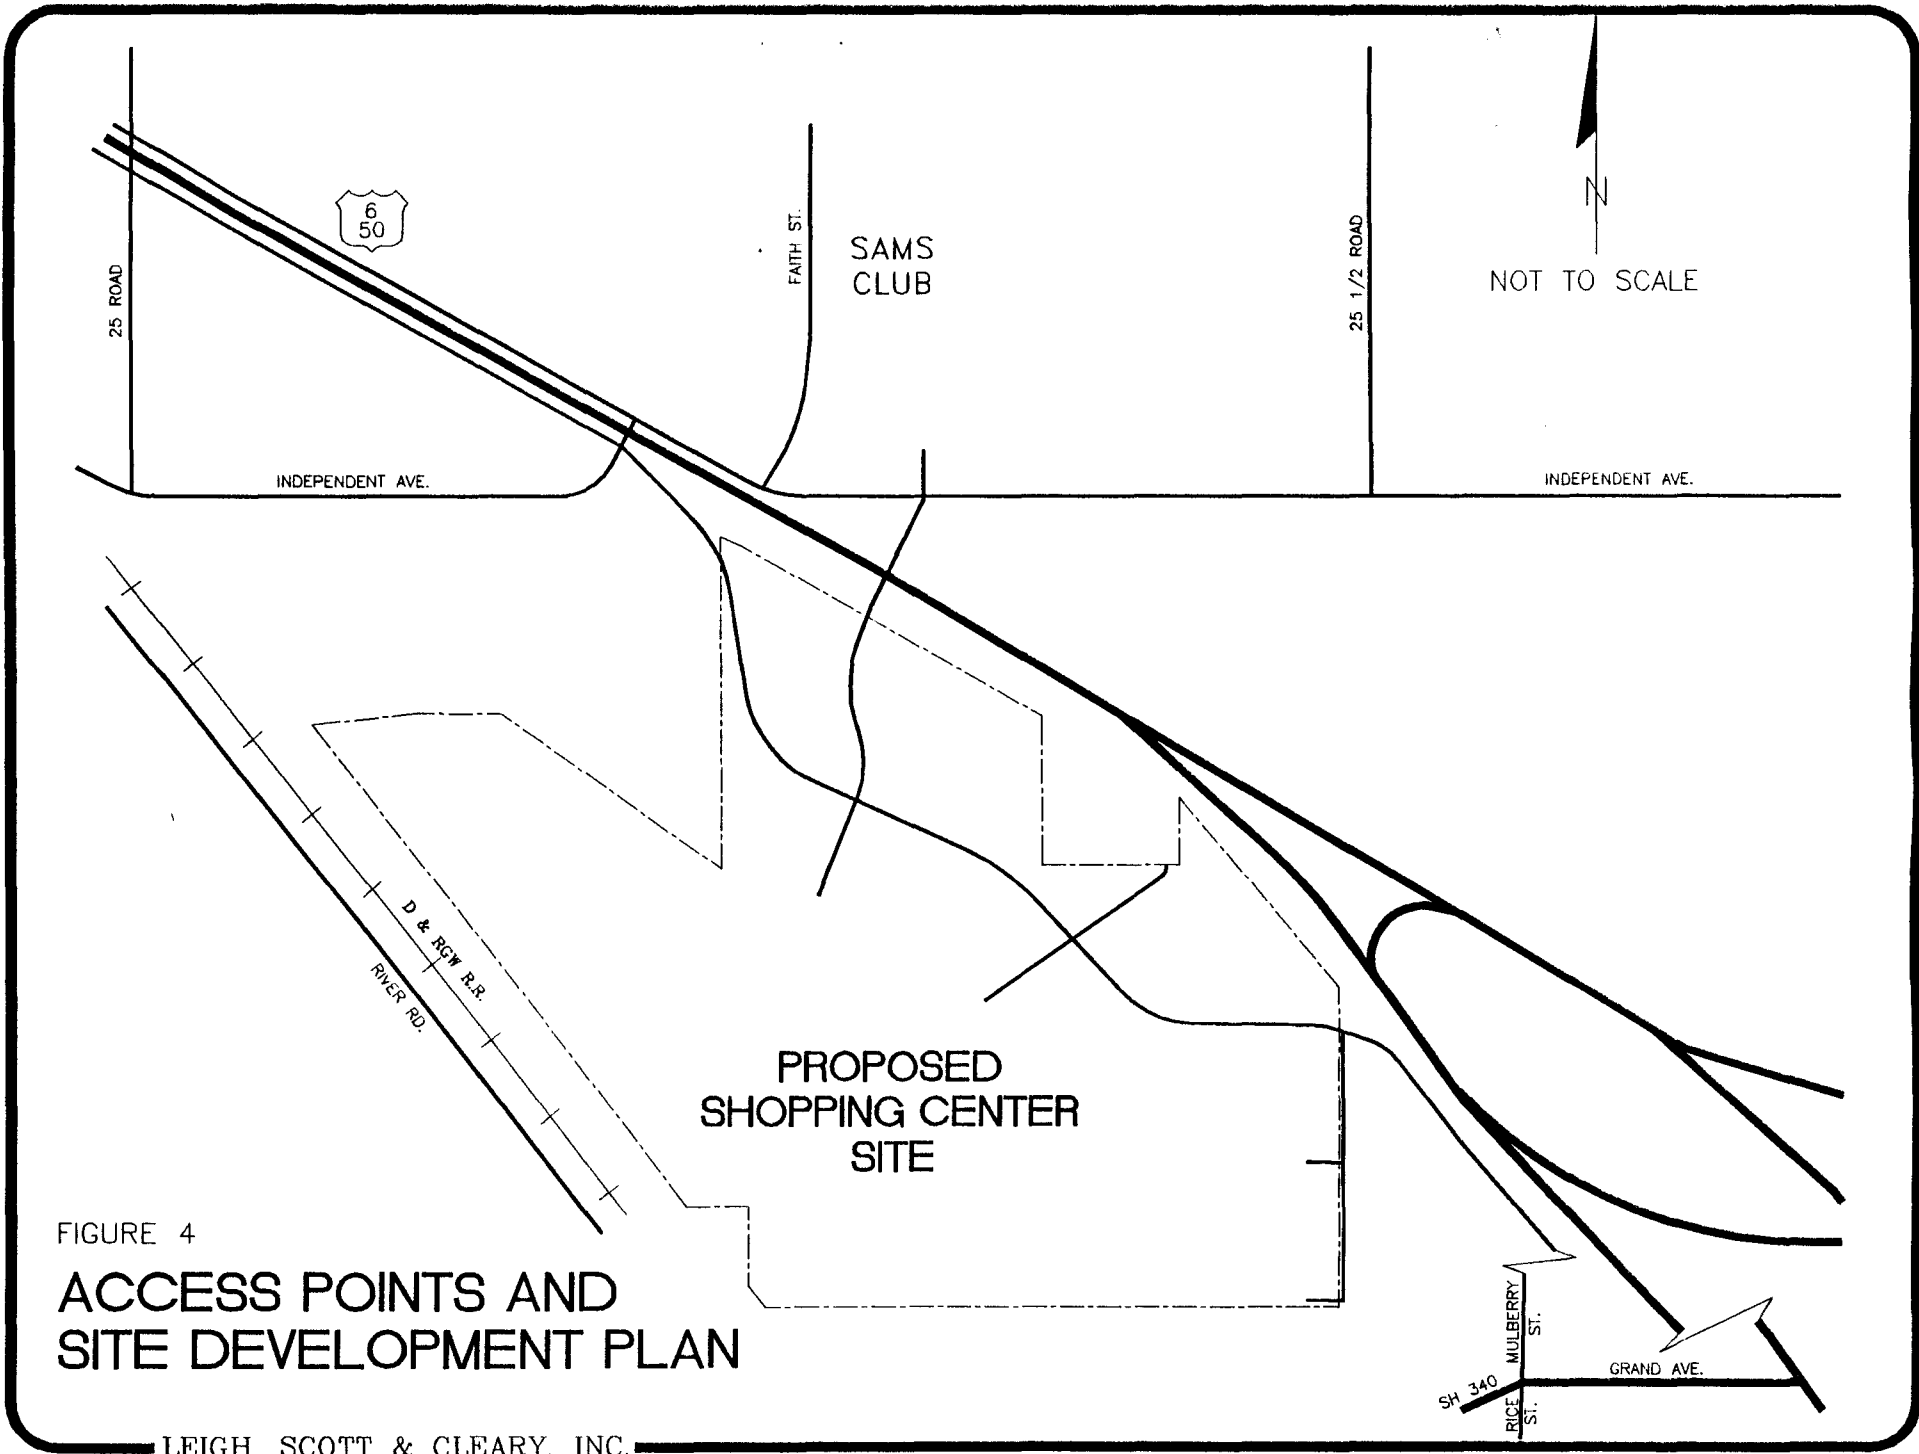 6
50
25 ROAD
FAITH ST.
SAMS
CLUB
25 1/2 ROAD
N
NOT TO SCALE
INDEPENDENT AVE.
INDEPENDENT AVE.
D & RGW R.R.
RIVER RD.
PROPOSED
SHOPPING CENTER
SITE
FIGURE 4
ACCESS POINTS AND
SITE DEVELOPMENT PLAN
MULBERRY
ST.
GRAND AVE.
SH 340
RICE
ST.
LEIGH, SCOTT & CLEARY, INC.